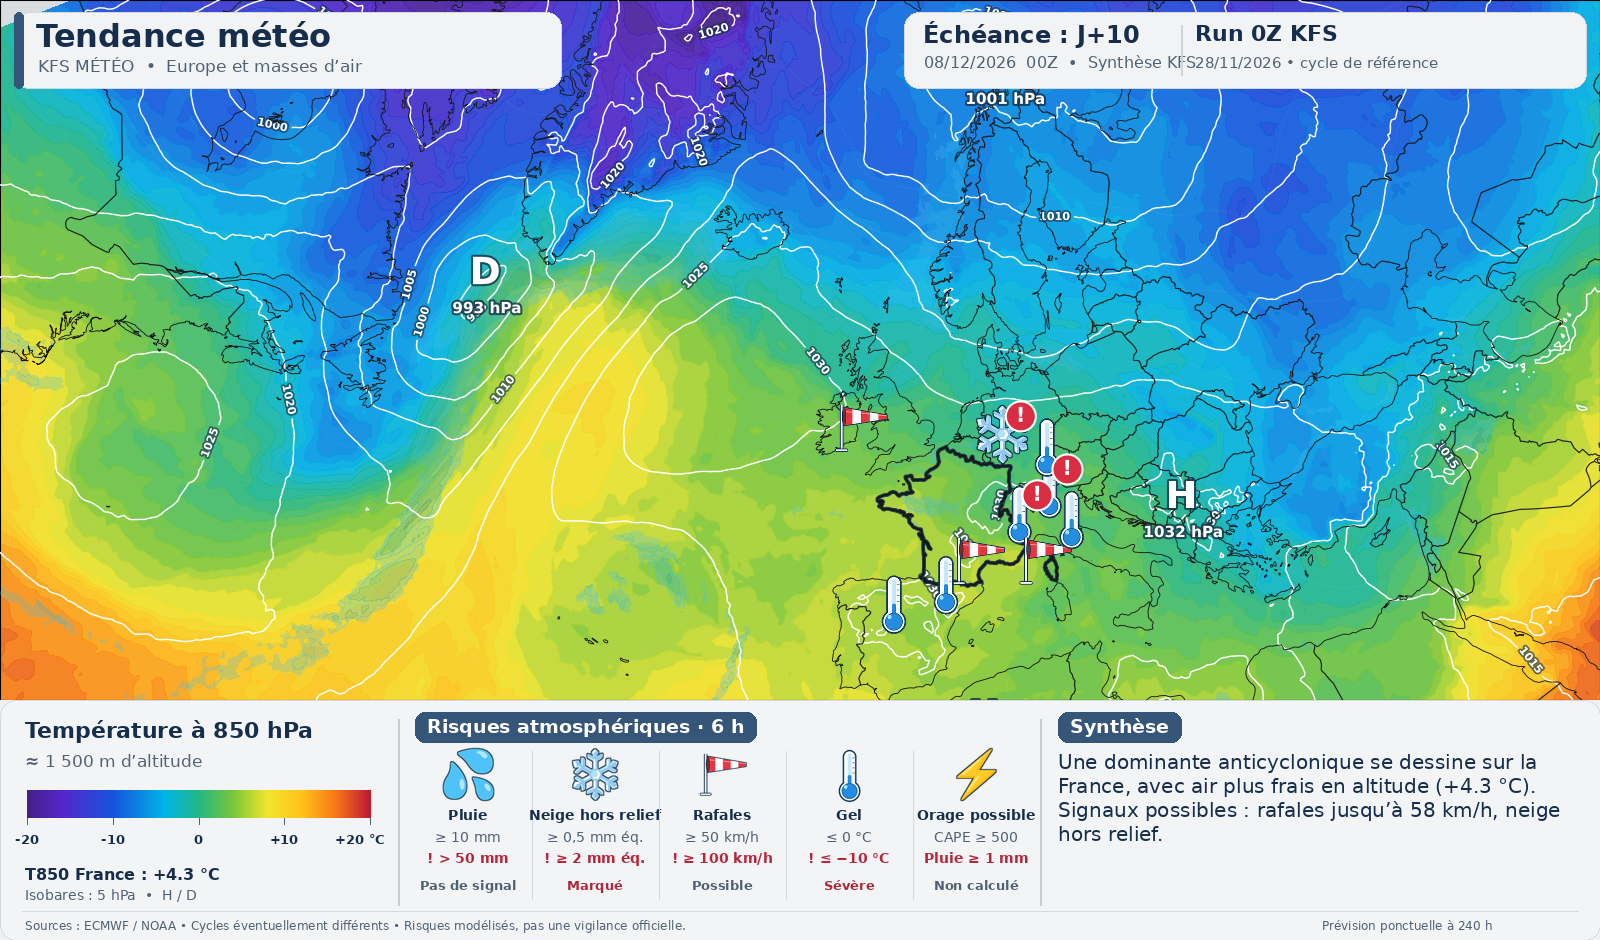 Tendance météo
KFS MÉTÉO • Europe et masses d’air
Échéance : J+10
08/12/2026 00Z • Synthèse KFS
Run 0Z KFS
28/11/2026 • cycle de référence
1001 hPa
1000
1020
1020
1020
1010
D
993 hPa
1005
1000
1025
1010
1030
1020
1025
1030
1015
H
1032 hPa
1015
Température à 850 hPa
≈ 1 500 m d’altitude
-20 -10 0 +10 +20 °C
T850 France : +4.3 °C
Isobares : 5 hPa • H / D
Risques atmosphériques · 6 h
Pluie
≥ 10 mm
! > 50 mm
Pas de signal
Neige hors relief
≥ 0,5 mm éq.
! ≥ 2 mm éq.
Marqué
Rafales
≥ 50 km/h
! ≥ 100 km/h
Possible
Gel
≤ 0 °C
! ≤ −10 °C
Sévère
Orage possible
CAPE ≥ 500
Pluie ≥ 1 mm
Non calculé
Synthèse
Une dominante anticyclonique se dessine sur la
France, avec air plus frais en altitude (+4.3 °C).
Signaux possibles : rafales jusqu’à 58 km/h, neige
hors relief.
Sources : ECMWF / NOAA • Cycles éventuellement différents • Risques modélisés, pas une vigilance officielle.
Prévision ponctuelle à 240 h